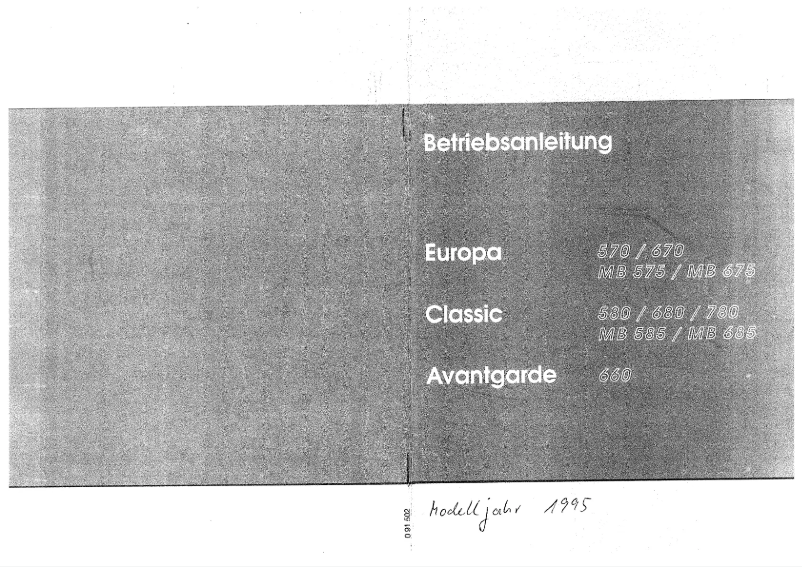 Betriebsanleitung
Europa 570 / 670
MB 575 / MB 675
Classic 580 / 680 / 780
MB 585 / MB 685
Avantgarde 660
Modelljahr 1995
D 91 502